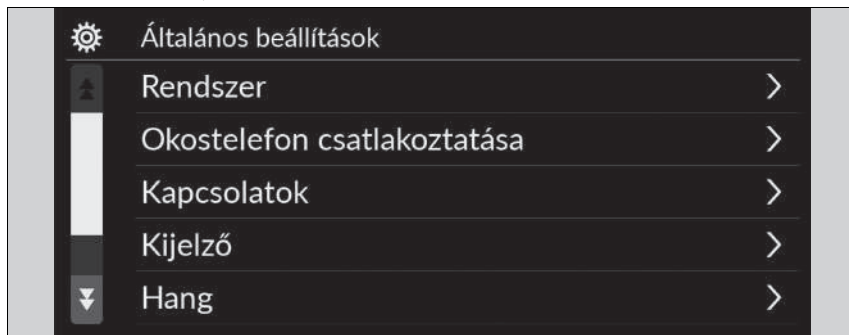 Általános beállítások
Rendszer
Okostelefon csatlakoztatása
Kapcsolatok
Kijelző
Hang